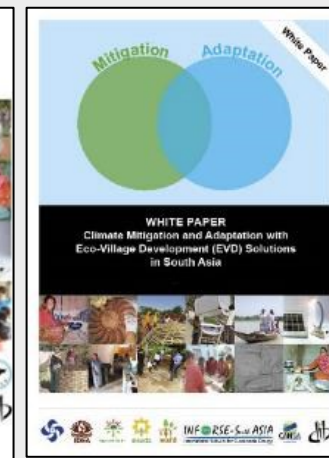 Mitigation
Adaptation
White Paper
WHITE PAPER
Climate Mitigation and Adaptation with
Eco-Village Development (EVD) Solutions
in South Asia
INFORSE-South ASIA